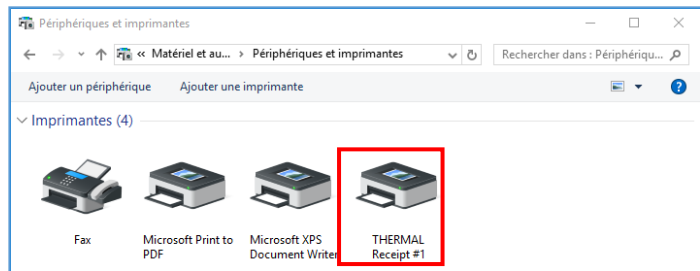 Périphériques et imprimantes
« Matériel et au... > Périphériques et imprimantes
Rechercher dans : Périphériqu...
Ajouter un périphérique Ajouter une imprimante
Imprimantes (4)
Fax
Microsoft Print to
PDF
Microsoft XPS
Document Writer
THERMAL
Receipt #1